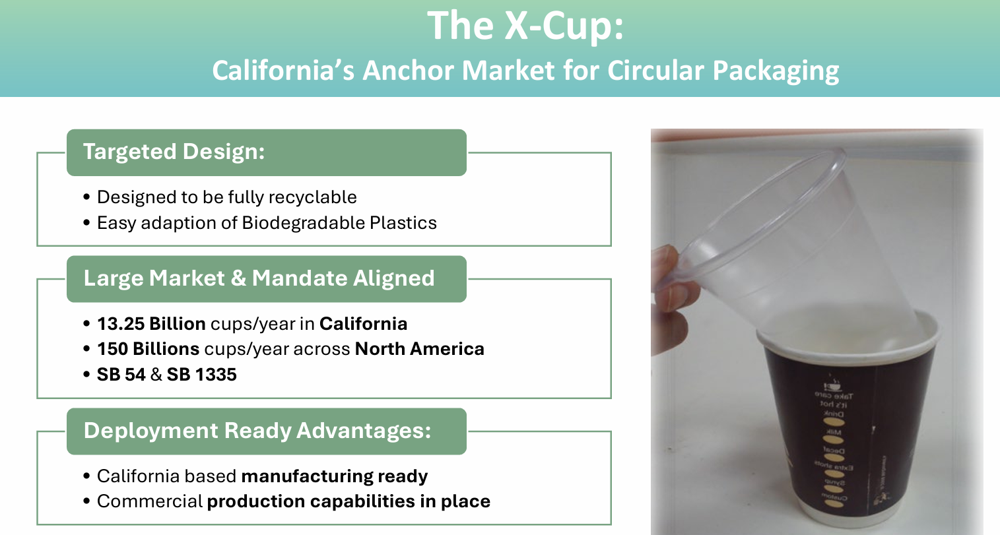 The X-Cup:
California’s Anchor Market for Circular Packaging
Targeted Design:
• Designed to be fully recyclable
• Easy adaption of Biodegradable Plastics
Large Market & Mandate Aligned
• 13.25 Billion cups/year in California
• 150 Billions cups/year across North America
• SB 54 & SB 1335
Deployment Ready Advantages:
• California based manufacturing ready
• Commercial production capabilities in place
Take care
it's hot
Drink
Milk
Decaf
Extra shots
Syrup
Custom